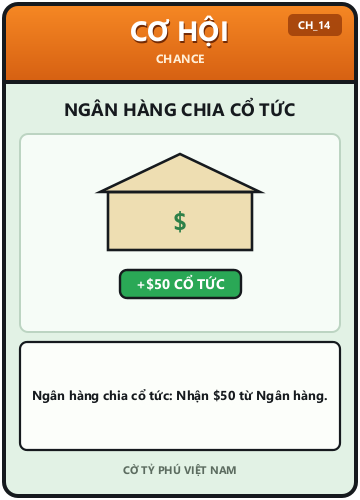 CƠ HỘI
CH_14
CHANCE
NGÂN HÀNG CHIA CỔ TỨC
$
+$50 CỔ TỨC
Ngân hàng chia cổ tức: Nhận $50 từ Ngân hàng.
CỜ TỶ PHÚ VIỆT NAM